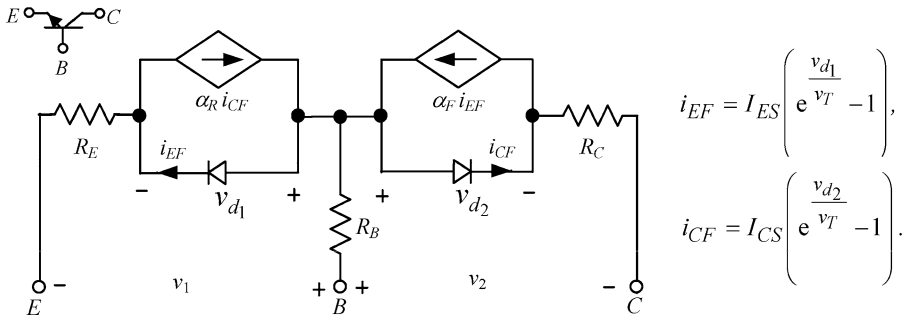 E C
B
α_R i_CF α_F i_EF
R_E i_EF i_CF R_C
- v_d1 + + v_d2 -
R_B
E - v_1 + B + v_2 - C
i_EF = I_ES ( e^(v_d1/v_T) - 1 ),
i_CF = I_CS ( e^(v_d2/v_T) - 1 ).